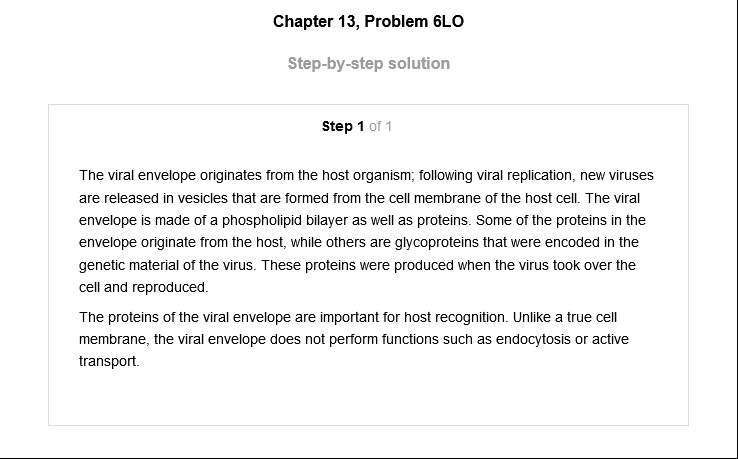 Chapter 13, Problem 6LO
Step-by-step solution
Step 1 of 1
The viral envelope originates from the host organism; following viral replication, new viruses
are released in vesicles that are formed from the cell membrane of the host cell. The viral
envelope is made of a phospholipid bilayer as well as proteins. Some of the proteins in the
envelope originate from the host, while others are glycoproteins that were encoded in the
genetic material of the virus. These proteins were produced when the virus took over the
cell and reproduced.
The proteins of the viral envelope are important for host recognition. Unlike a true cell
membrane, the viral envelope does not perform functions such as endocytosis or active
transport.